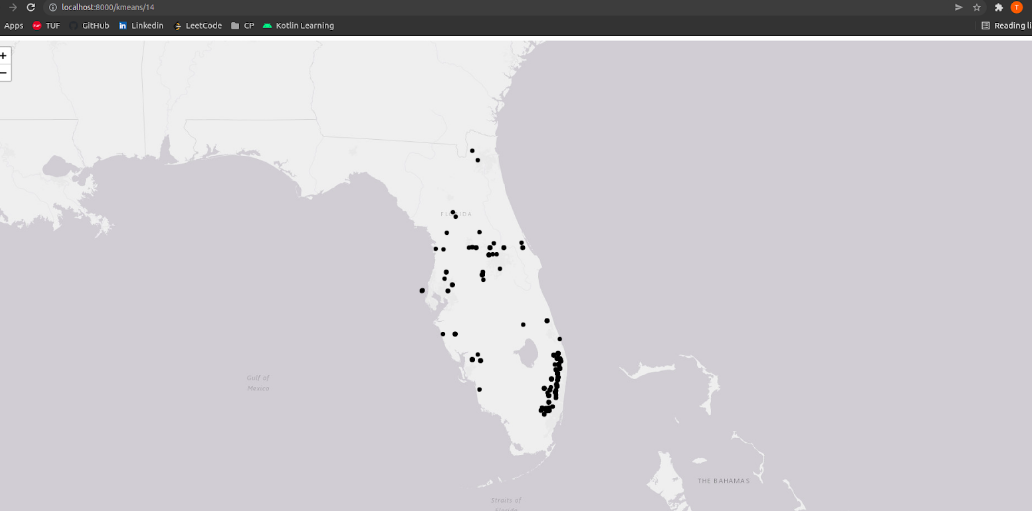 localhost:8000/kmeans/14
T
Apps TUF GitHub LinkedIn LeetCode CP Kotlin Learning Reading li
+
−
FLORIDA
Gulf of
Mexico
THE BAHAMAS
Straits of